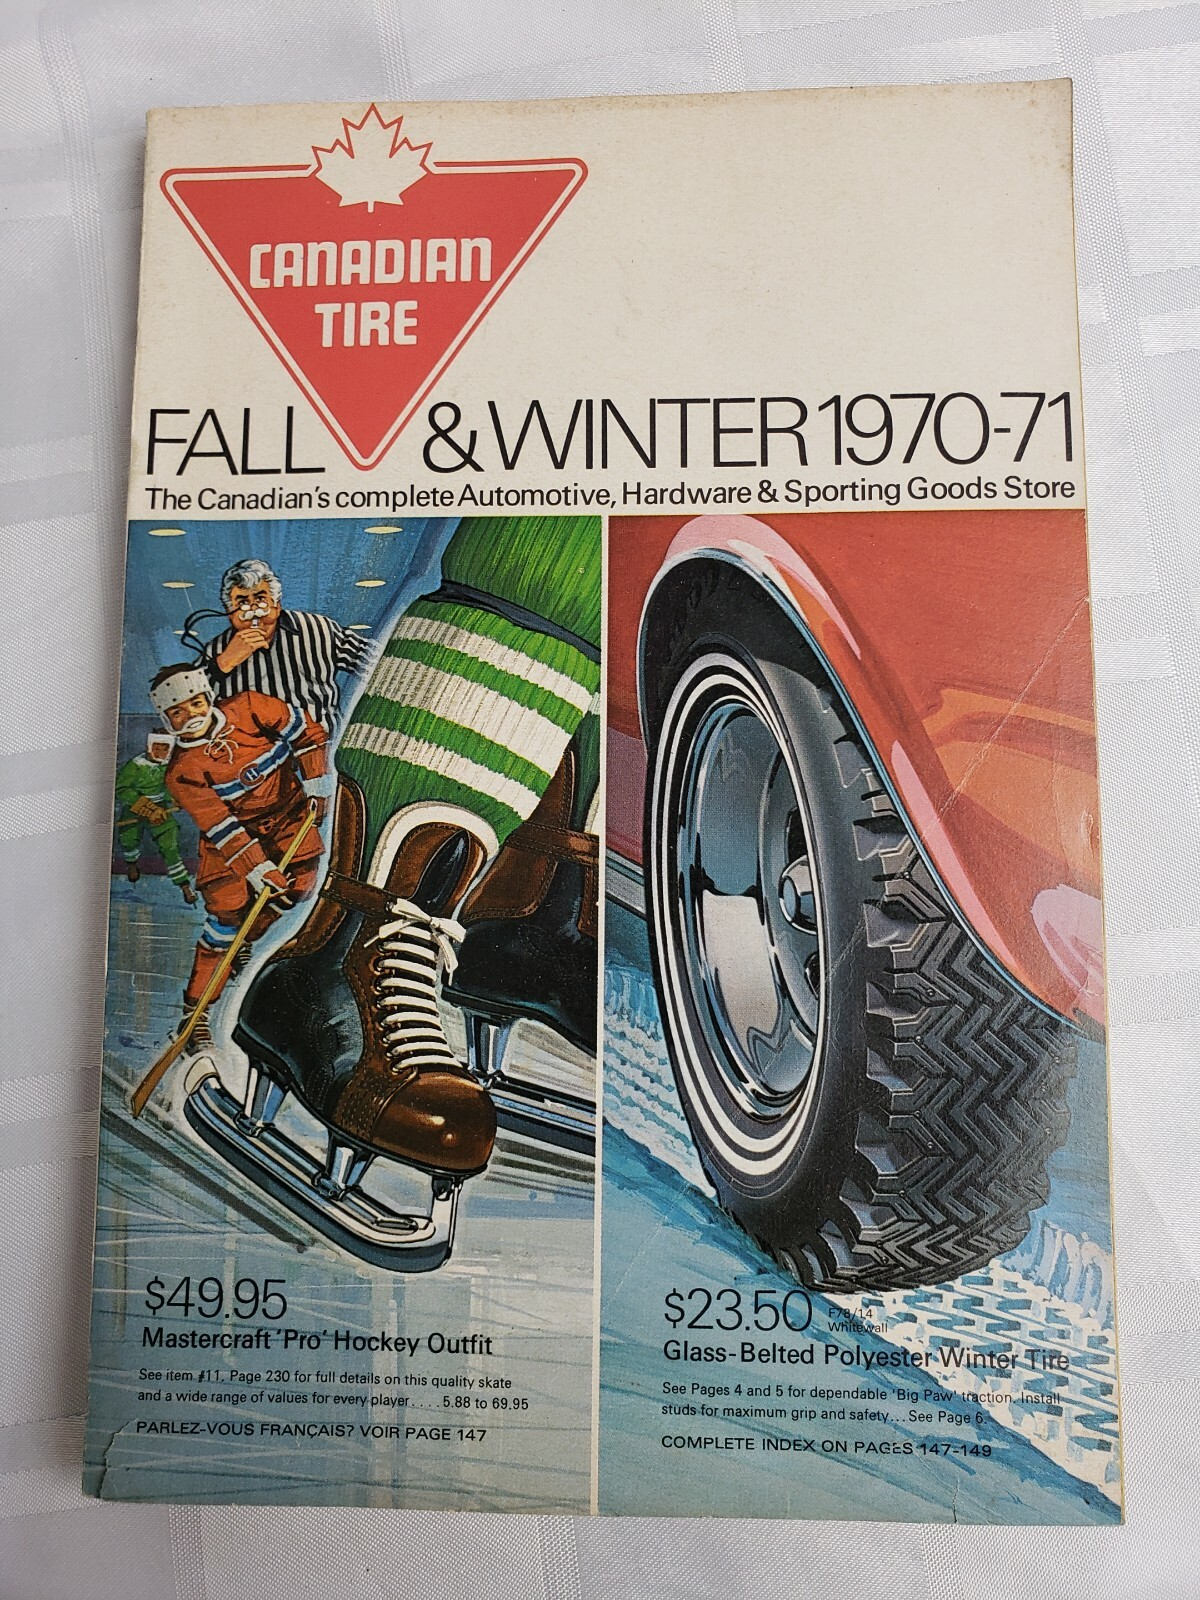 CANADIAN
TIRE
FALL & WINTER 1970-71
The Canadian's complete Automotive, Hardware & Sporting Goods Store
$49.95
Mastercraft 'Pro' Hockey Outfit
See item #11, Page 230 for full details on this quality skate
and a wide range of values for every player....5.88 to 69.95
PARLEZ-VOUS FRANÇAIS? VOIR PAGE 147
$23.50 F78/14
Whitewall
Glass-Belted Polyester Winter Tire
See Pages 4 and 5 for dependable 'Big Paw' traction. Install
studs for maximum grip and safety...See Page 6.
COMPLETE INDEX ON PAGES 147-149